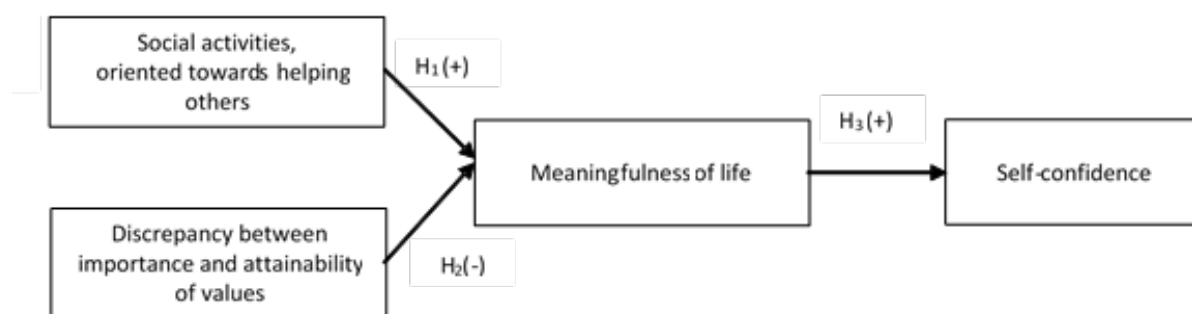 Social activities,
oriented towards helping
others
H₁(+)
H₃(+)
Meaningfulness of life
Self-confidence
Discrepancy between
importance and attainability
of values
H₂(-)